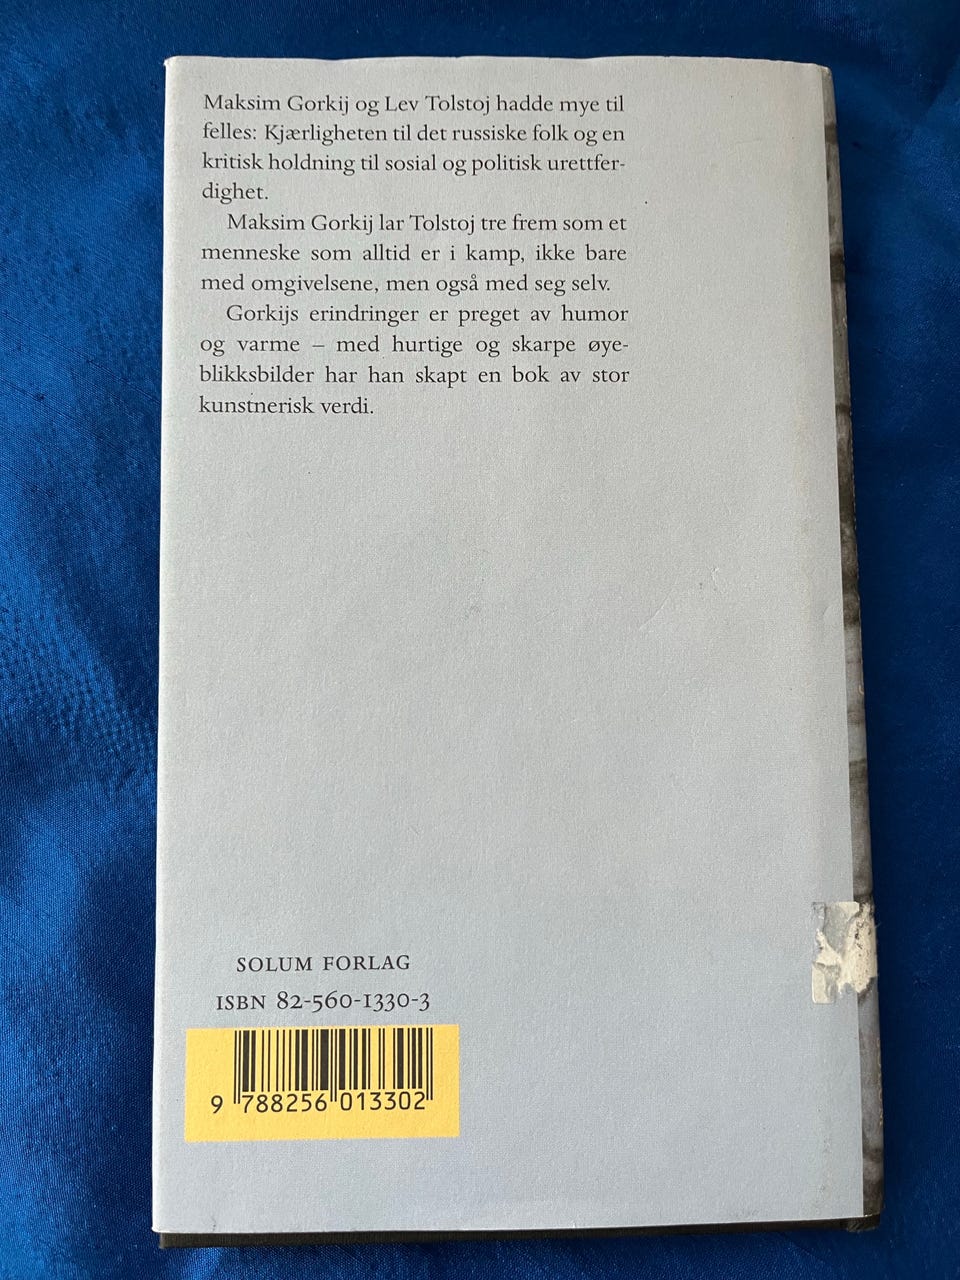 Maksim Gorkij og Lev Tolstoj hadde mye til
felles: Kjærligheten til det russiske folk og en
kritisk holdning til sosial og politisk urettfer-
dighet.
Maksim Gorkij lar Tolstoj tre frem som et
menneske som alltid er i kamp, ikke bare
med omgivelsene, men også med seg selv.
Gorkijs erindringer er preget av humor
og varme – med hurtige og skarpe øye-
blikksbilder har han skapt en bok av stor
kunstnerisk verdi.
SOLUM FORLAG
ISBN 82-560-1330-3
9 788256 013302